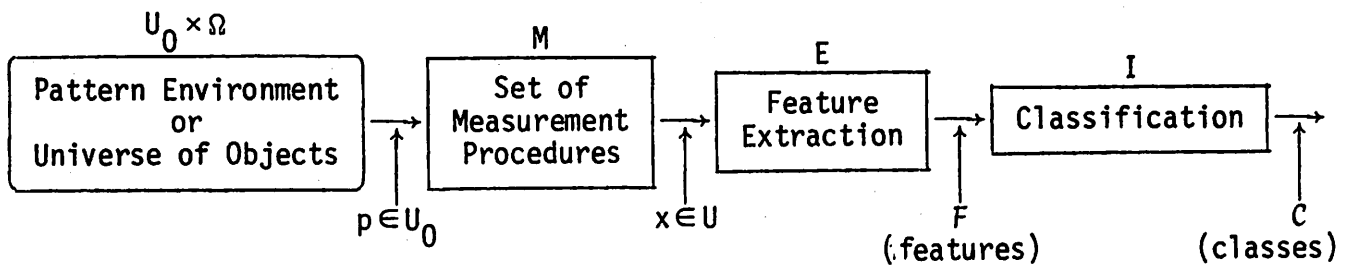 U₀ × Ω
Pattern Environment
or
Universe of Objects
p ∈ U₀
M
Set of
Measurement
Procedures
x ∈ U
E
Feature
Extraction
F
(features)
I
Classification
C
(classes)